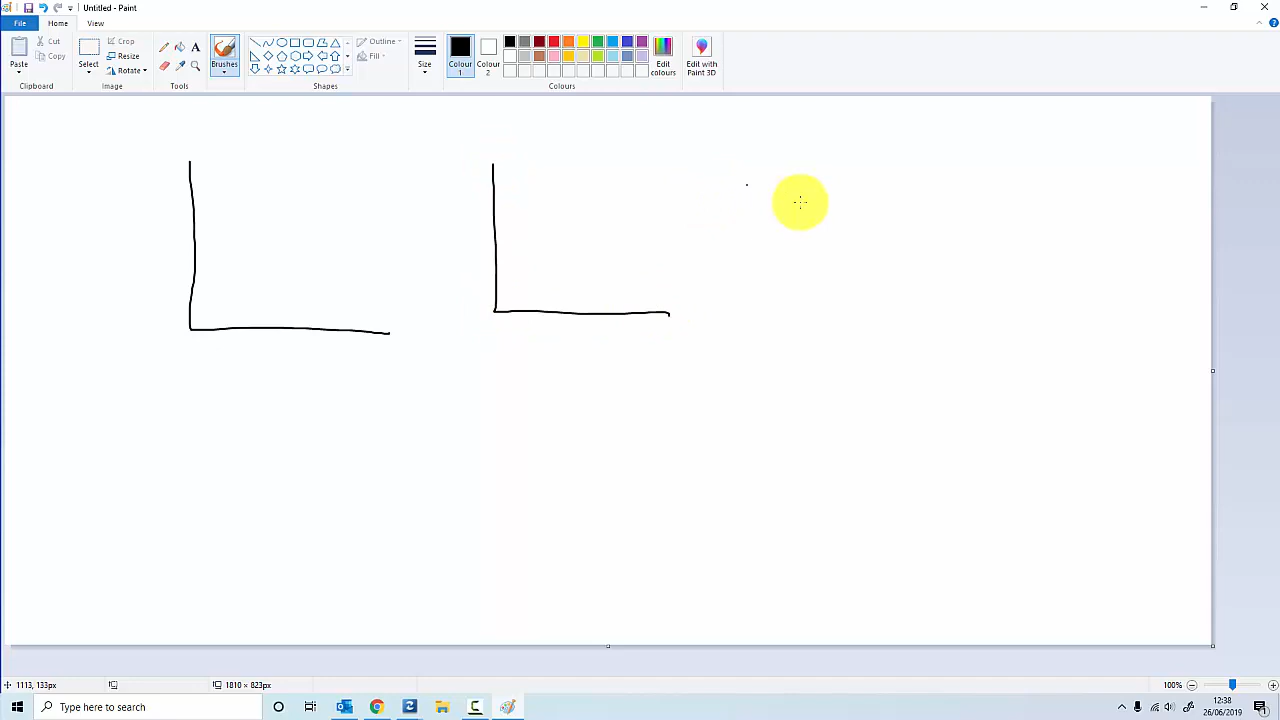 Untitled - Paint
File Home View
Paste
Cut
Copy
Clipboard
Select
Crop
Resize
Rotate
Image
A
Tools
Brushes
Outline
Fill
Shapes
Size
Colour 1
Colour 2
Edit colours
Colours
Edit with Paint 3D
1113, 133px
1810 × 823px
100%
Type here to search
12:38
26/06/2019